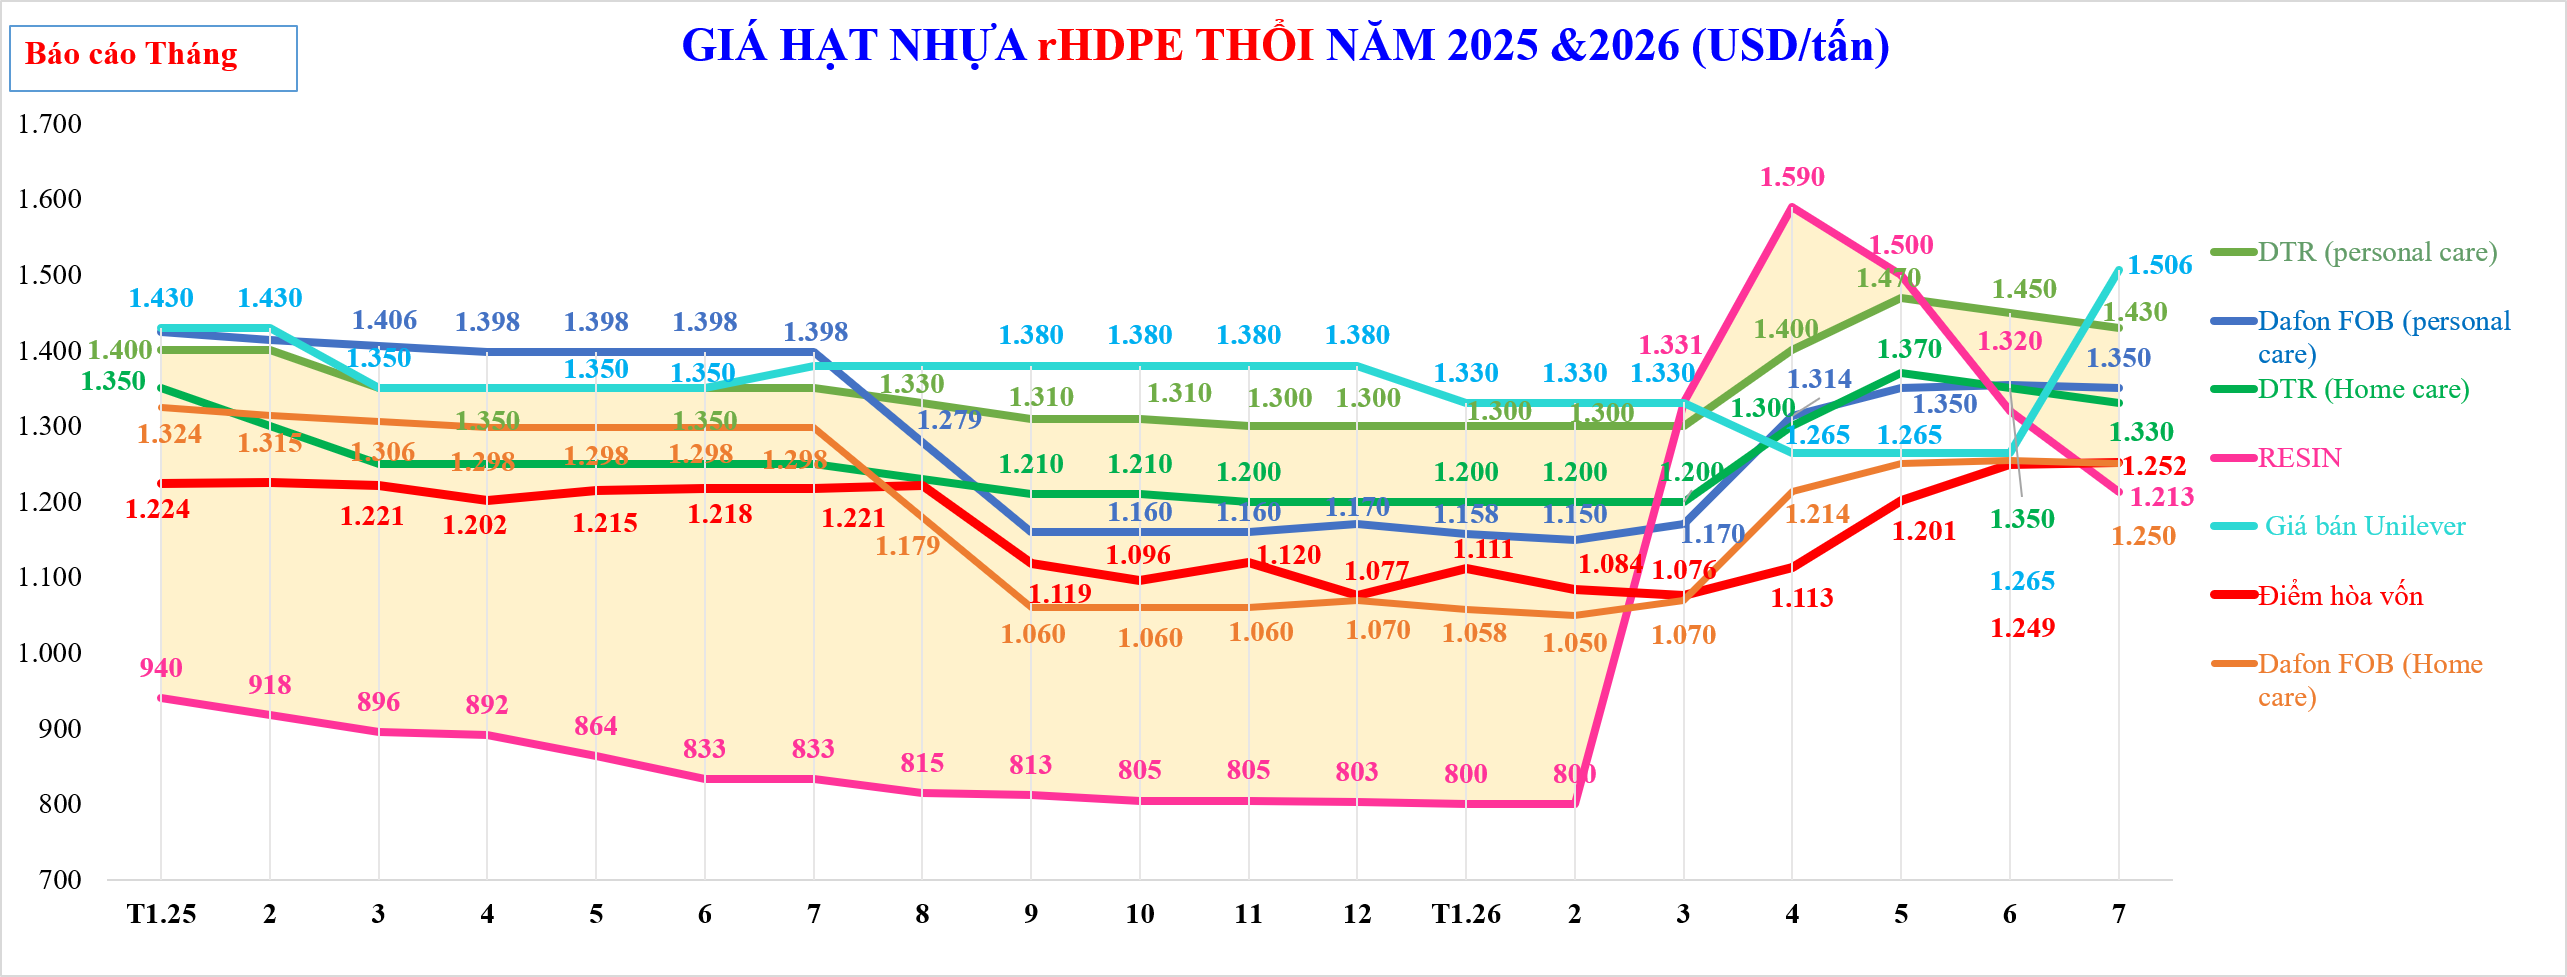 Báo cáo Tháng
GIÁ HẠT NHỰA rHDPE THỔI NĂM 2025 &2026 (USD/tấn)
1.700
1.600
1.500
1.400
1.300
1.200
1.100
1.000
900
800
700
T1.25 2 3 4 5 6 7 8 9 10 11 12 T1.26 2 3 4 5 6 7
1.430 1.430 1.350 1.350 1.350 1.380 1.380 1.380 1.380 1.330 1.330 1.330 1.265 1.265 1.265 1.506
1.406 1.398 1.398 1.398 1.398 1.279 1.160 1.160 1.170 1.158 1.150 1.170 1.314 1.350 1.350
1.400 1.350 1.350 1.330 1.310 1.310 1.300 1.300 1.300 1.300 1.400 1.470 1.450 1.430
1.350 1.210 1.210 1.200 1.200 1.200 1.200 1.300 1.370 1.350 1.330
1.324 1.315 1.306 1.298 1.298 1.298 1.298 1.179 1.060 1.060 1.060 1.070 1.058 1.050 1.070 1.214 1.250
1.224 1.221 1.202 1.215 1.218 1.221 1.119 1.096 1.120 1.077 1.111 1.084 1.076 1.113 1.201 1.249 1.252
940 918 896 892 864 833 833 815 813 805 805 803 800 800 1.331 1.590 1.500 1.320 1.213
DTR (personal care)
Dafon FOB (personal
care)
DTR (Home care)
RESIN
Giá bán Unilever
Điểm hòa vốn
Dafon FOB (Home
care)